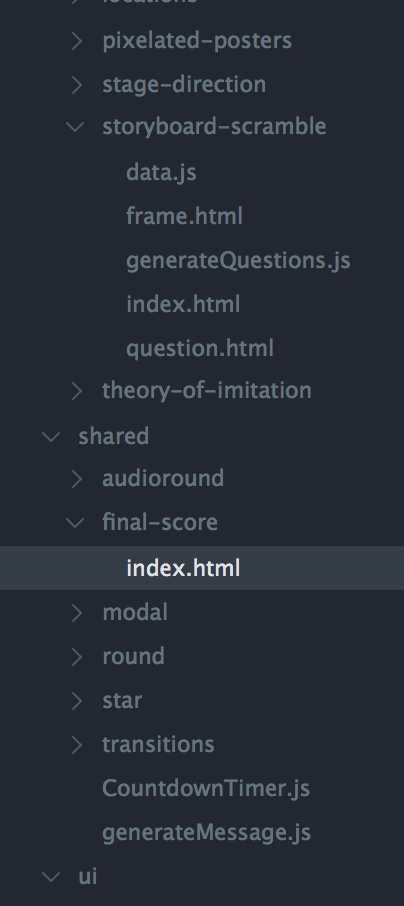 locations
pixelated-posters
stage-direction
storyboard-scramble
data.js
frame.html
generateQuestions.js
index.html
question.html
theory-of-imitation
shared
audioround
final-score
index.html
modal
round
star
transitions
CountdownTimer.js
generateMessage.js
ui